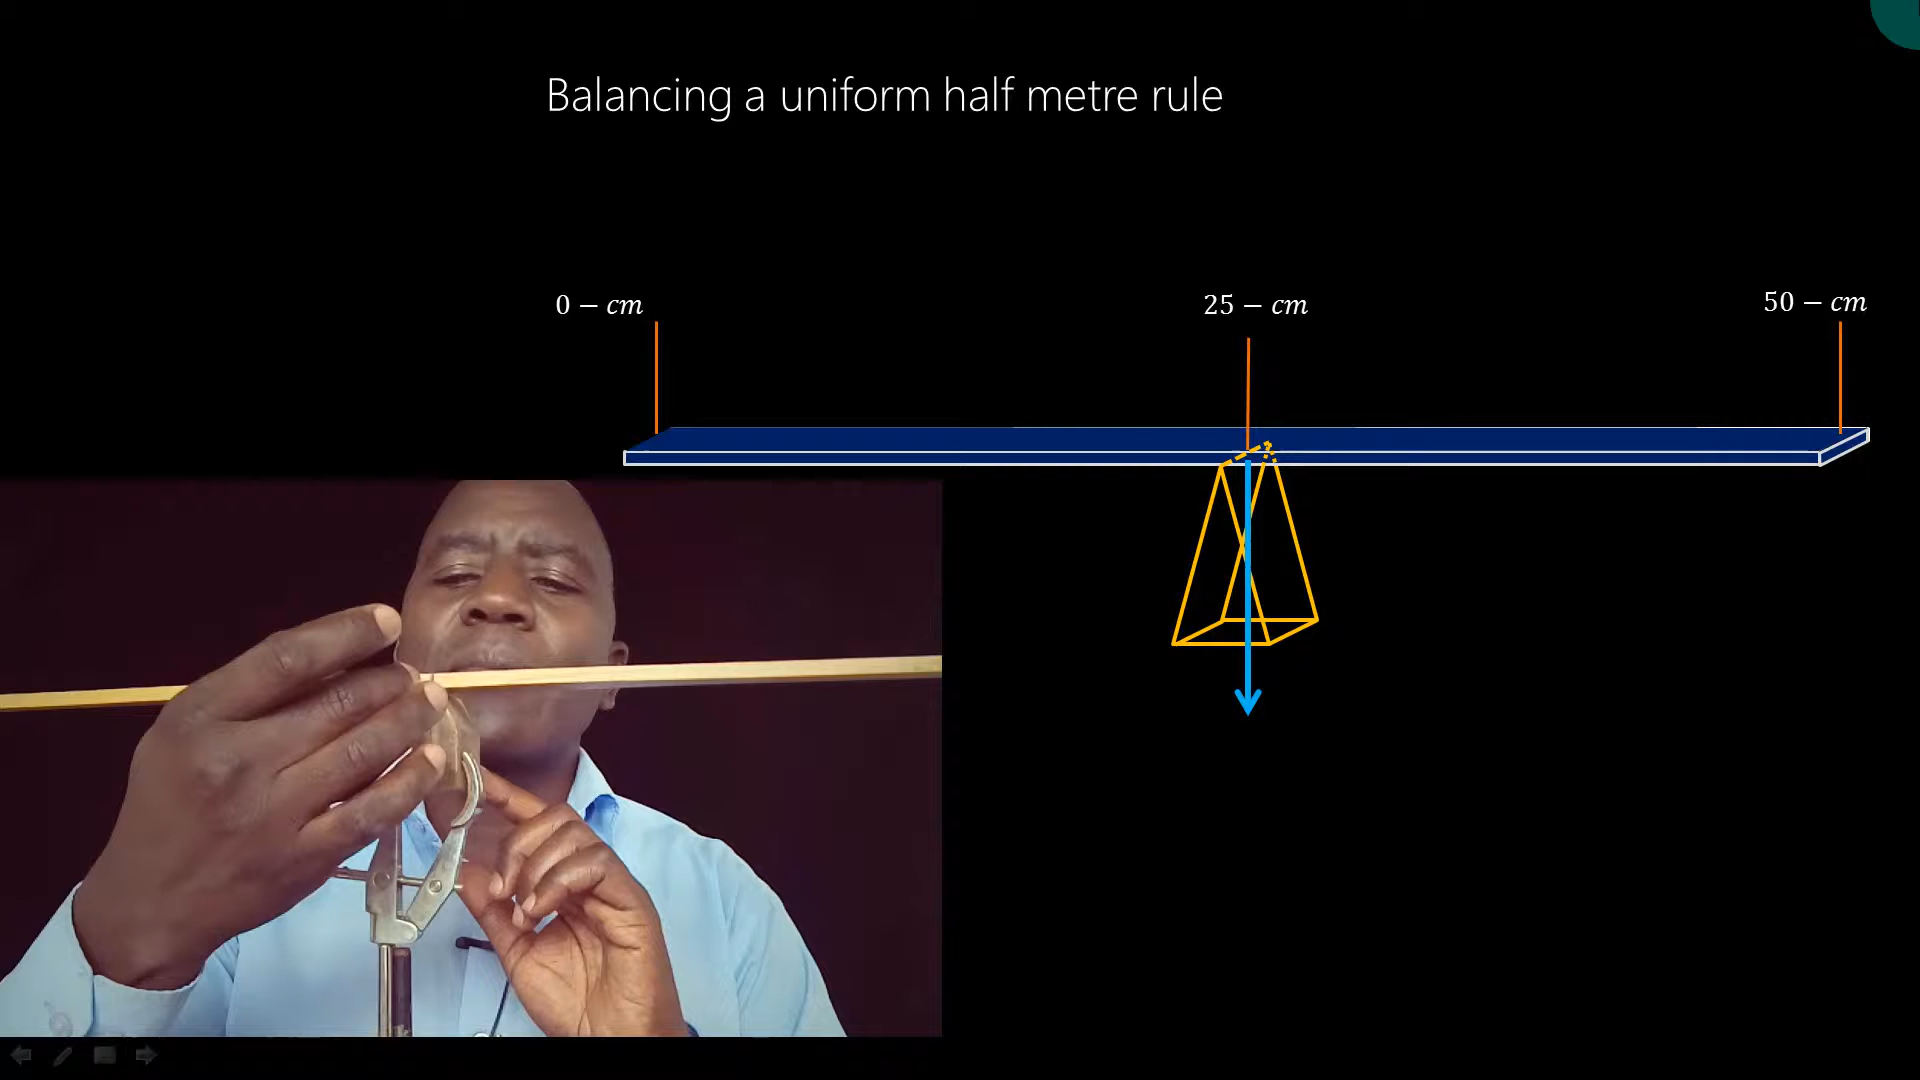 Balancing a uniform half metre rule
0 − cm
25 − cm
50 − cm